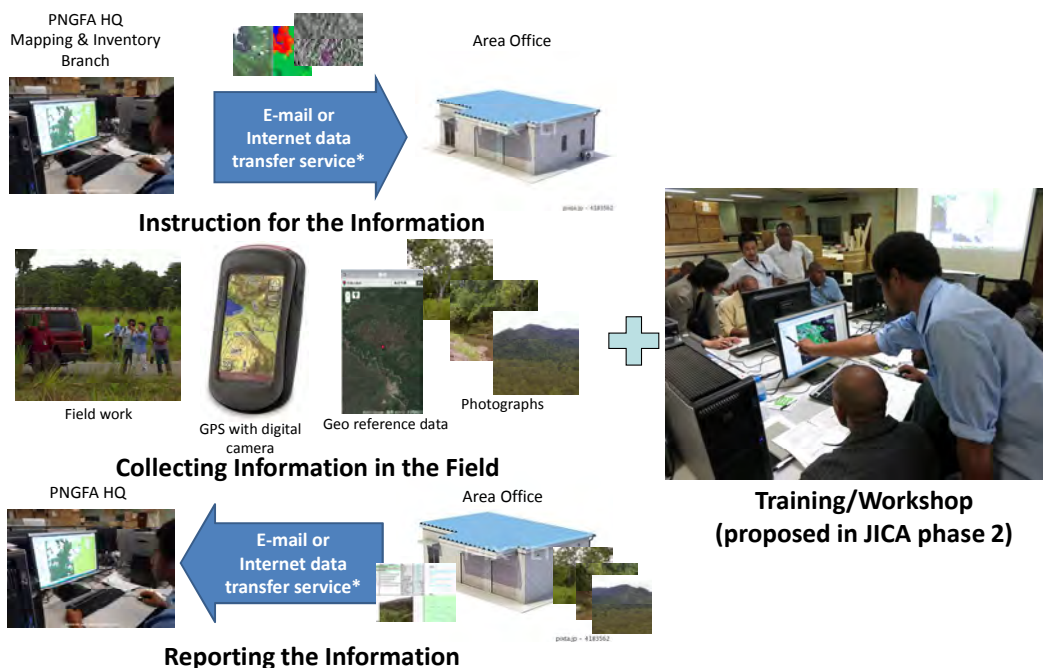 PNGFA HQ
Mapping & Inventory
Branch
Area Office
E-mail or
Internet data
transfer service*
pixta.jp - 4183562
Instruction for the Information
Field work
GPS with digital
camera
Geo reference data
Photographs
Collecting Information in the Field
Training/Workshop
(proposed in JICA phase 2)
PNGFA HQ
Area Office
E-mail or
Internet data
transfer service*
pixta.jp - 4183562
Reporting the Information